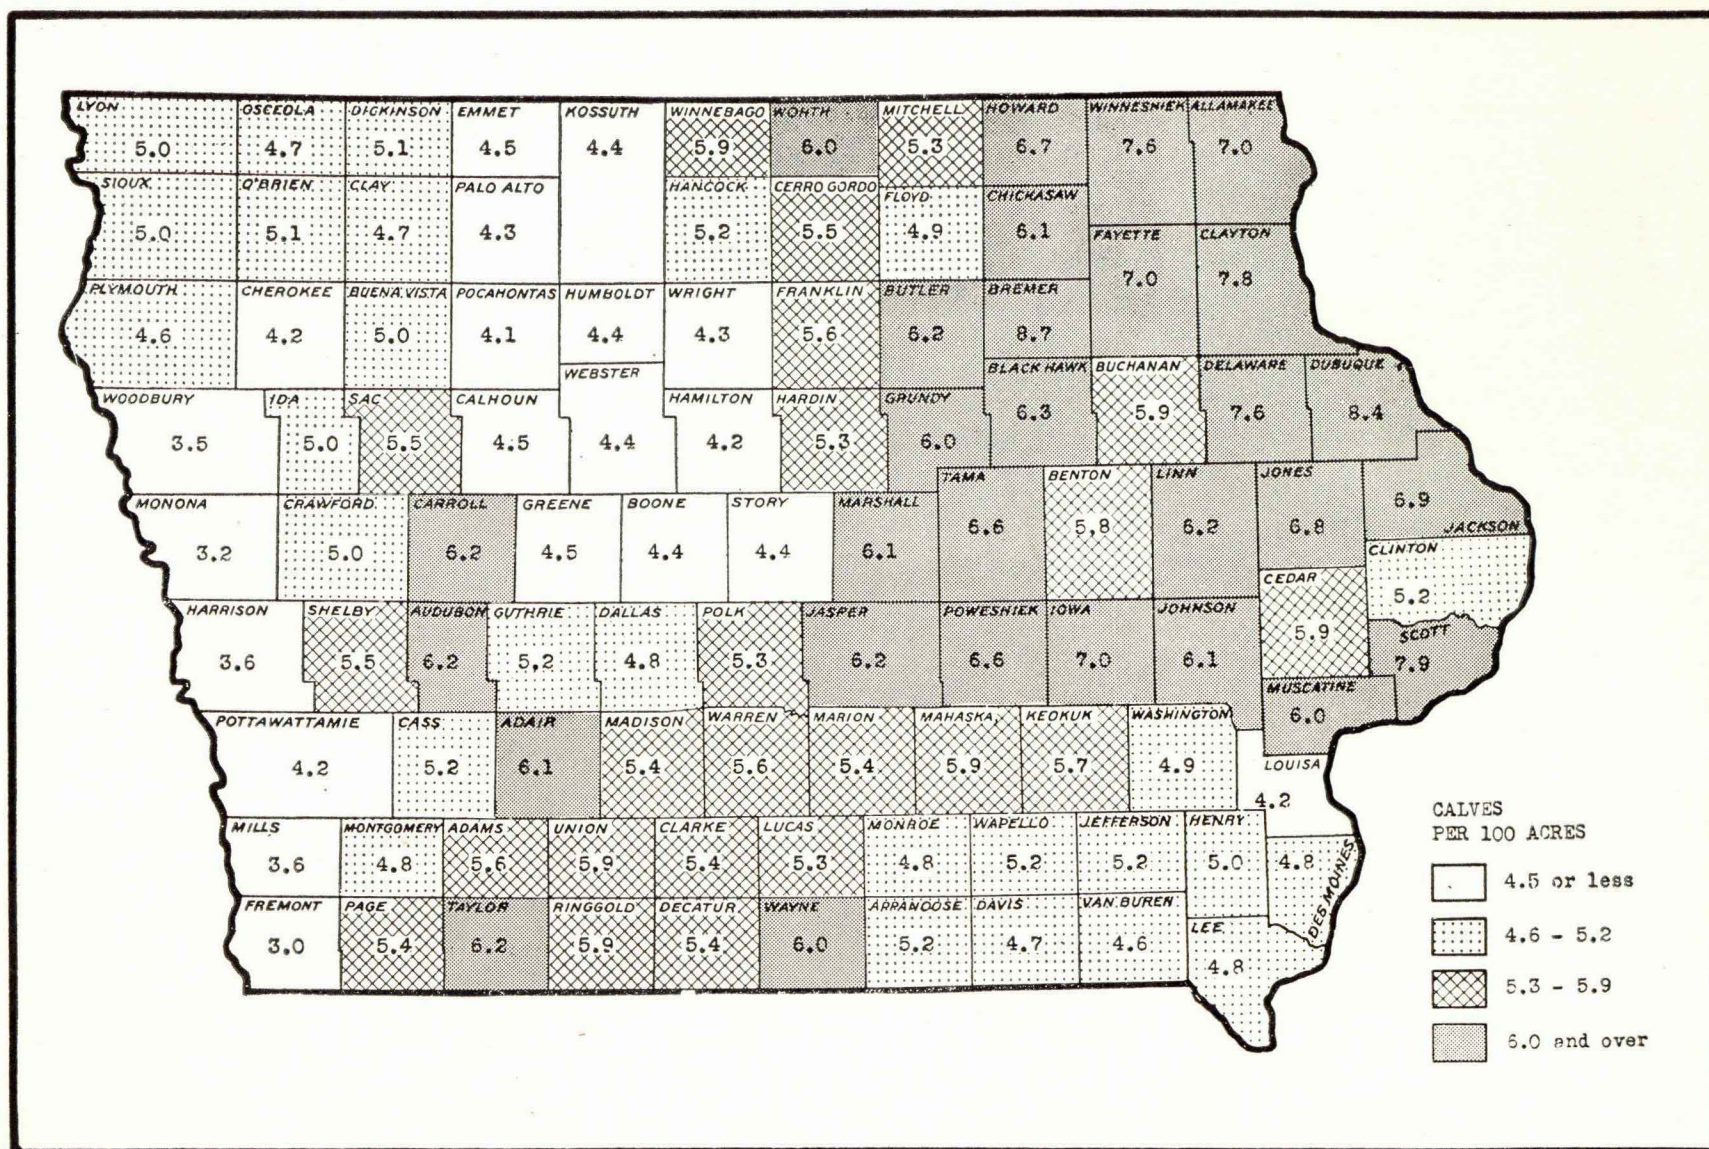 LYON OSCEOLA DICKINSON EMMET KOSSUTH WINNEBAGO WORTH MITCHELL HOWARD WINNESHIEK ALLAMAKEE
5.0 4.7 5.1 4.5 4.4 5.9 6.0 5.3 6.7 7.6 7.0
SIOUX O'BRIEN CLAY PALO ALTO HANCOCK CERRO GORDO FLOYD CHICKASAW
5.0 5.1 4.7 4.3 5.2 5.5 4.9 6.1
FAYETTE CLAYTON
7.0 7.8
PLYMOUTH CHEROKEE BUENA VISTA POCAHONTAS HUMBOLDT WRIGHT FRANKLIN BUTLER BREMER
4.6 4.2 5.0 4.1 4.4 4.3 5.6 6.2 8.7
WEBSTER BLACK HAWK BUCHANAN DELAWARE DUBUQUE
WOODBURY IDA SAC CALHOUN HAMILTON HARDIN GRUNDY
3.5 5.0 5.5 4.5 4.4 4.2 5.3 6.0 6.3 5.9 7.6 8.4
TAMA BENTON LINN JONES
MONONA CRAWFORD CARROLL GREENE BOONE STORY MARSHALL
3.2 5.0 6.2 4.5 4.4 4.4 6.1 6.6 5.8 6.2 6.8 6.9
JACKSON
CLINTON
5.2
CEDAR
5.9
HARRISON SHELBY AUDUBON GUTHRIE DALLAS POLK JASPER POWESHIEK IOWA JOHNSON
SCOTT
3.6 5.5 6.2 5.2 4.8 5.3 6.2 6.6 7.0 6.1 7.9
MUSCATINE
6.0
POTTAWATTAMIE CASS ADAIR MADISON WARREN MARION MAHASKA KEOKUK WASHINGTON
4.2 5.2 6.1 5.4 5.6 5.4 5.9 5.7 4.9
LOUISA
4.2
MILLS MONTGOMERY ADAMS UNION CLARKE LUCAS MONROE WAPELLO JEFFERSON HENRY
3.6 4.8 5.6 5.9 5.4 5.3 4.8 5.2 5.2 5.0 4.8
DES MOINES
FREMONT PAGE TAYLOR RINGGOLD DECATUR WAYNE APPANOOSE DAVIS VAN BUREN
3.0 5.4 6.2 5.9 5.4 6.0 5.2 4.7 4.6
LEE
4.8
CALVES
PER 100 ACRES
4.5 or less
4.6 - 5.2
5.3 - 5.9
6.0 and over